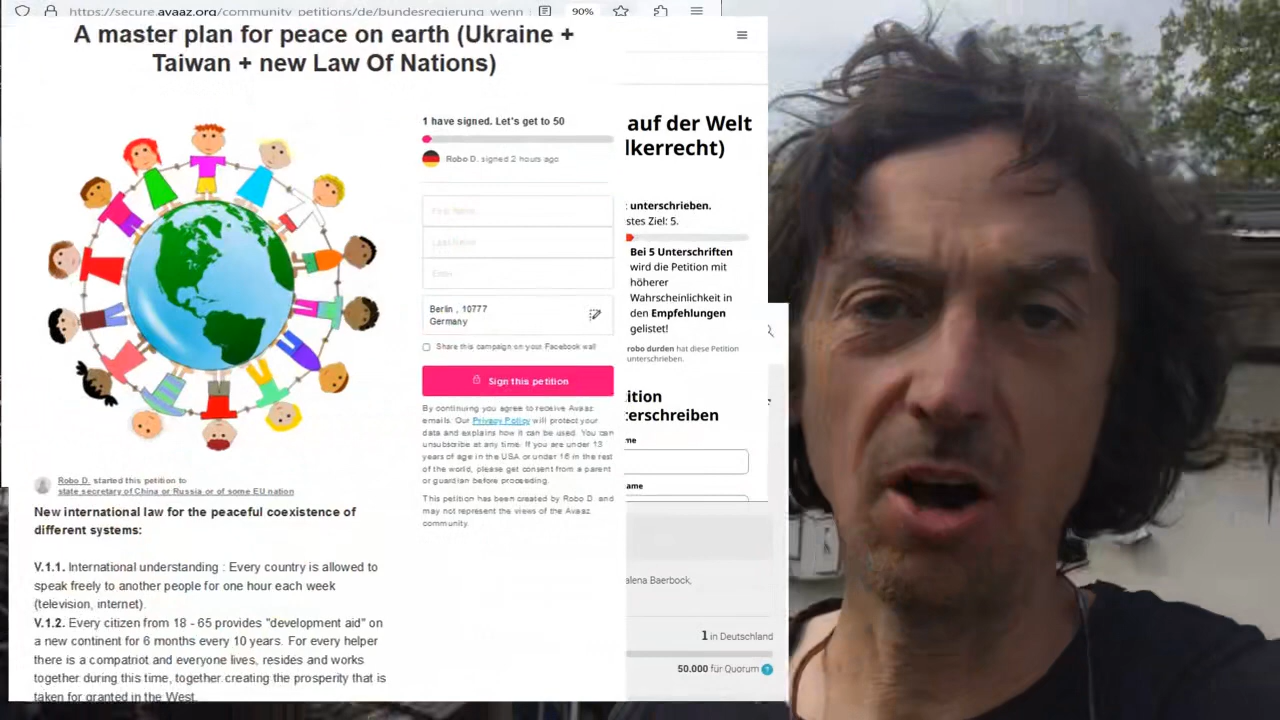 https://secure.avaaz.org/community_petitions/de/bundesregierung_wenn
90%
A master plan for peace on earth (Ukraine +
Taiwan + new Law Of Nations)
1 have signed. Let's get to 50
Robo D. signed 2 hours ago
First Name
Last Name
Email
Berlin , 10777
Germany
Share this campaign on your Facebook wall
Sign this petition
By continuing you agree to receive Avaaz
emails. Our Privacy Policy will protect your
data and explains how it can be used. You can
unsubscribe at any time. If you are under 13
years of age in the USA or under 16 in the rest
of the world, please get consent from a parent
or guardian before proceeding.
This petition has been created by Robo D. and
may not represent the views of the Avaaz
community.
Robo D. started this petition to
state secretary of China or Russia or of some EU nation
New international law for the peaceful coexistence of
different systems:
V.1.1. International understanding : Every country is allowed to
speak freely to another people for one hour each week
(television, internet).
V.1.2. Every citizen from 18 - 65 provides "development aid" on
a new continent for 6 months every 10 years. For every helper
there is a compatriot and everyone lives, resides and works
together during this time, together creating the prosperity that is
taken for granted in the West.
auf der Welt
lkerrecht)
unterschrieben.
stes Ziel: 5.
Bei 5 Unterschriften
wird die Petition mit
höherer
Wahrscheinlichkeit in
den Empfehlungen
gelistet!
robo durden hat diese Petition
unterschrieben.
ition
terschreiben
me
ame
alena Baerbock,
1 in Deutschland
50.000 für Quorum ?